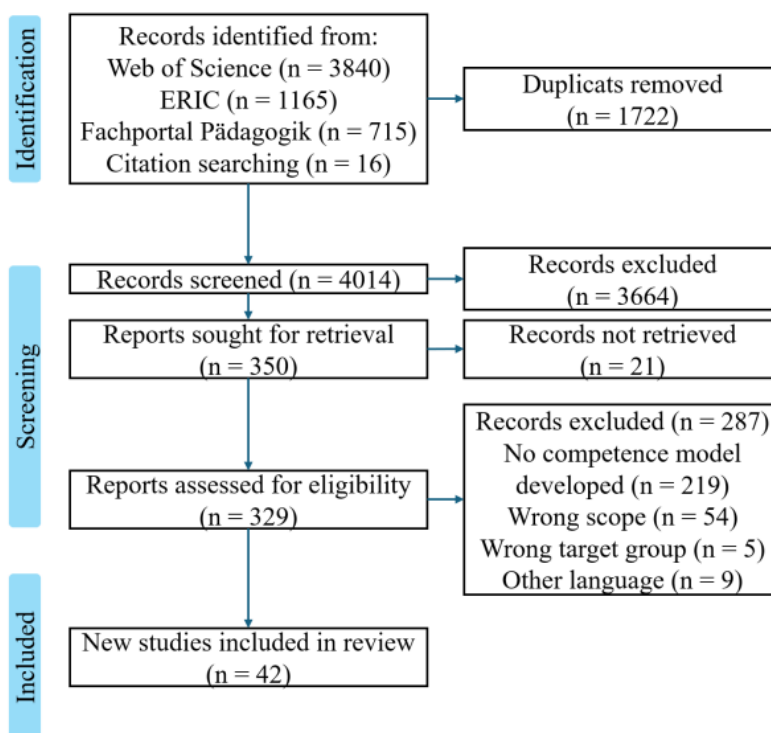 Identification
Records identified from:
Web of Science (n = 3840)
ERIC (n = 1165)
Fachportal Pädagogik (n = 715)
Citation searching (n = 16)
Duplicats removed
(n = 1722)
Screening
Records screened (n = 4014)
Records excluded
(n = 3664)
Reports sought for retrieval
(n = 350)
Records not retrieved
(n = 21)
Reports assessed for eligibility
(n = 329)
Records excluded (n = 287)
No competence model
developed (n = 219)
Wrong scope (n = 54)
Wrong target group (n = 5)
Other language (n = 9)
Included
New studies included in review
(n = 42)